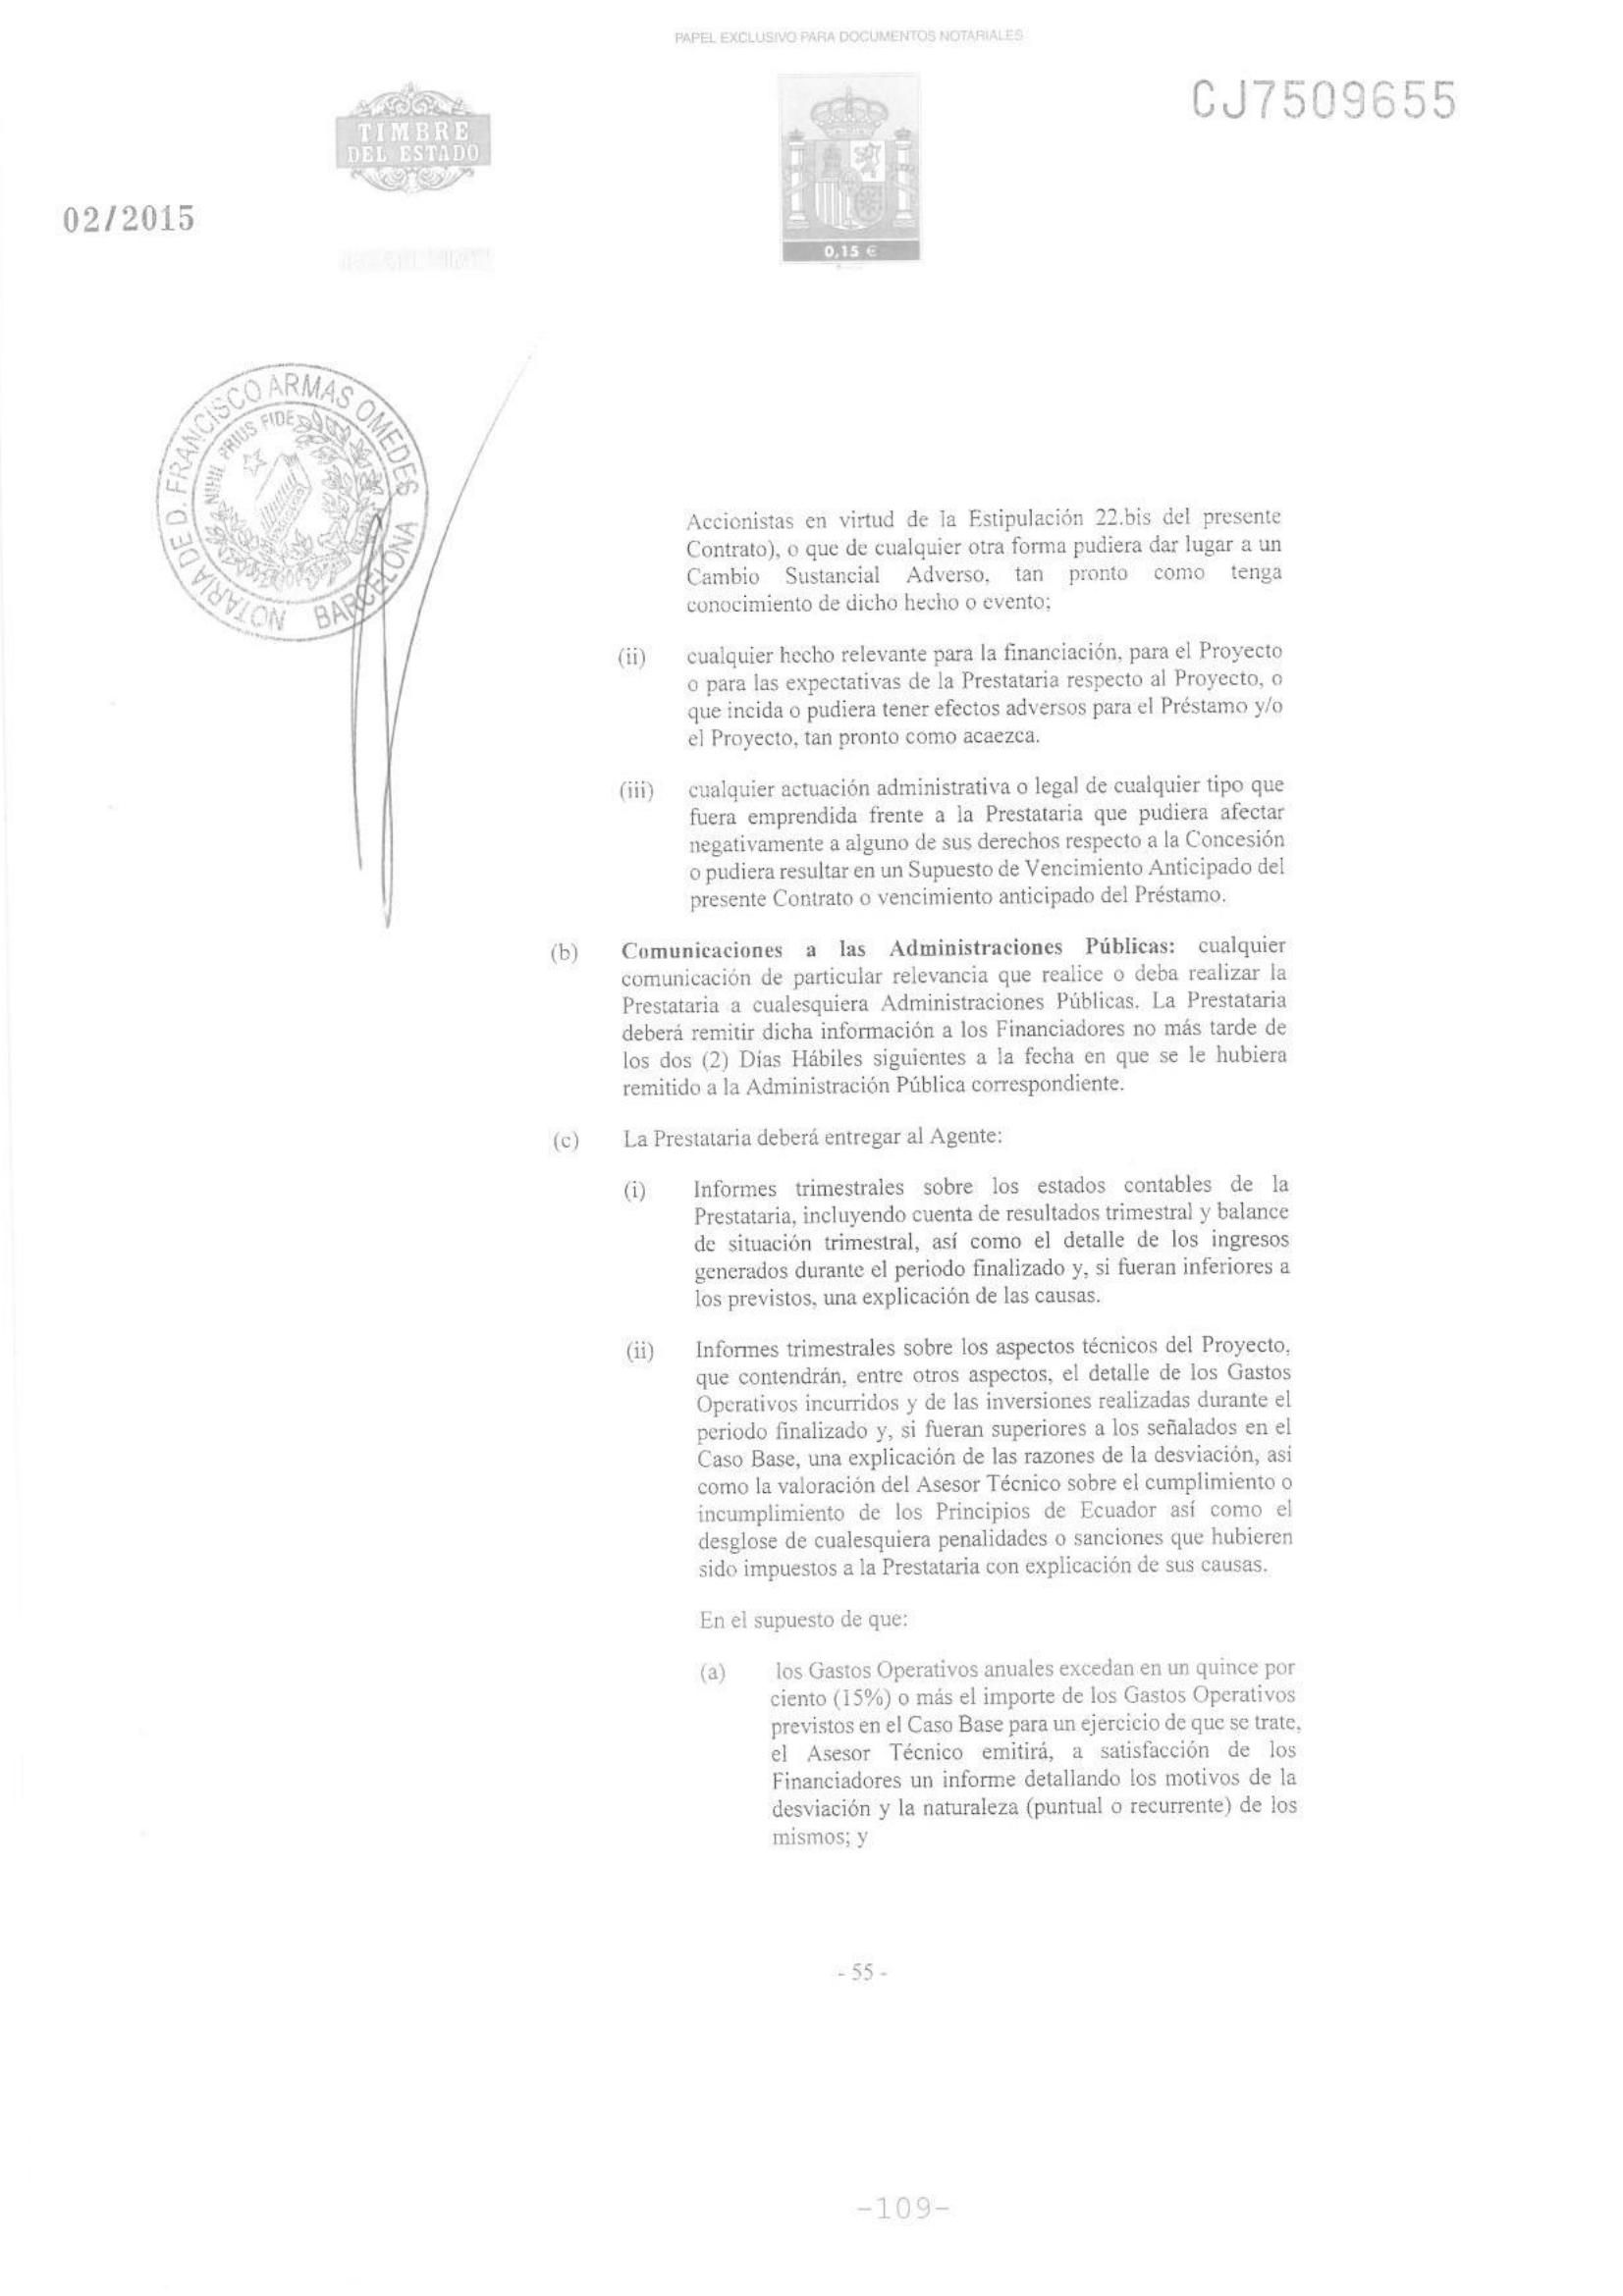 PAPEL EXCLUSIVO PARA DOCUMENTOS NOTARIALES
CJ7509655
TIMBRE
DEL ESTADO
02/2015
0,15 €
NOTARIA DE D. FRANCISCO ARMAS OMEDES
BARCELONA
NIHIL PRIUS FIDE
Accionistas en virtud de la Estipulación 22.bis del presente
Contrato), o que de cualquier otra forma pudiera dar lugar a un
Cambio Sustancial Adverso, tan pronto como tenga
conocimiento de dicho hecho o evento;
(ii) cualquier hecho relevante para la financiación, para el Proyecto
o para las expectativas de la Prestataria respecto al Proyecto, o
que incida o pudiera tener efectos adversos para el Préstamo y/o
el Proyecto, tan pronto como acaezca.
(iii) cualquier actuación administrativa o legal de cualquier tipo que
fuera emprendida frente a la Prestataria que pudiera afectar
negativamente a alguno de sus derechos respecto a la Concesión
o pudiera resultar en un Supuesto de Vencimiento Anticipado del
presente Contrato o vencimiento anticipado del Préstamo.
(b) Comunicaciones a las Administraciones Públicas: cualquier
comunicación de particular relevancia que realice o deba realizar la
Prestataria a cualesquiera Administraciones Públicas. La Prestataria
deberá remitir dicha información a los Financiadores no más tarde de
los dos (2) Días Hábiles siguientes a la fecha en que se le hubiera
remitido a la Administración Pública correspondiente.
(c) La Prestataria deberá entregar al Agente:
(i) Informes trimestrales sobre los estados contables de la
Prestataria, incluyendo cuenta de resultados trimestral y balance
de situación trimestral, así como el detalle de los ingresos
generados durante el periodo finalizado y, si fueran inferiores a
los previstos, una explicación de las causas.
(ii) Informes trimestrales sobre los aspectos técnicos del Proyecto,
que contendrán, entre otros aspectos, el detalle de los Gastos
Operativos incurridos y de las inversiones realizadas durante el
periodo finalizado y, si fueran superiores a los señalados en el
Caso Base, una explicación de las razones de la desviación, asi
como la valoración del Asesor Técnico sobre el cumplimiento o
incumplimiento de los Principios de Ecuador así como el
desglose de cualesquiera penalidades o sanciones que hubieren
sido impuestos a la Prestataria con explicación de sus causas.
En el supuesto de que:
(a) los Gastos Operativos anuales excedan en un quince por
ciento (15%) o más el importe de los Gastos Operativos
previstos en el Caso Base para un ejercicio de que se trate,
el Asesor Técnico emitirá, a satisfacción de los
Financiadores un informe detallando los motivos de la
desviación y la naturaleza (puntual o recurrente) de los
mismos; y
- 55 -
-109-